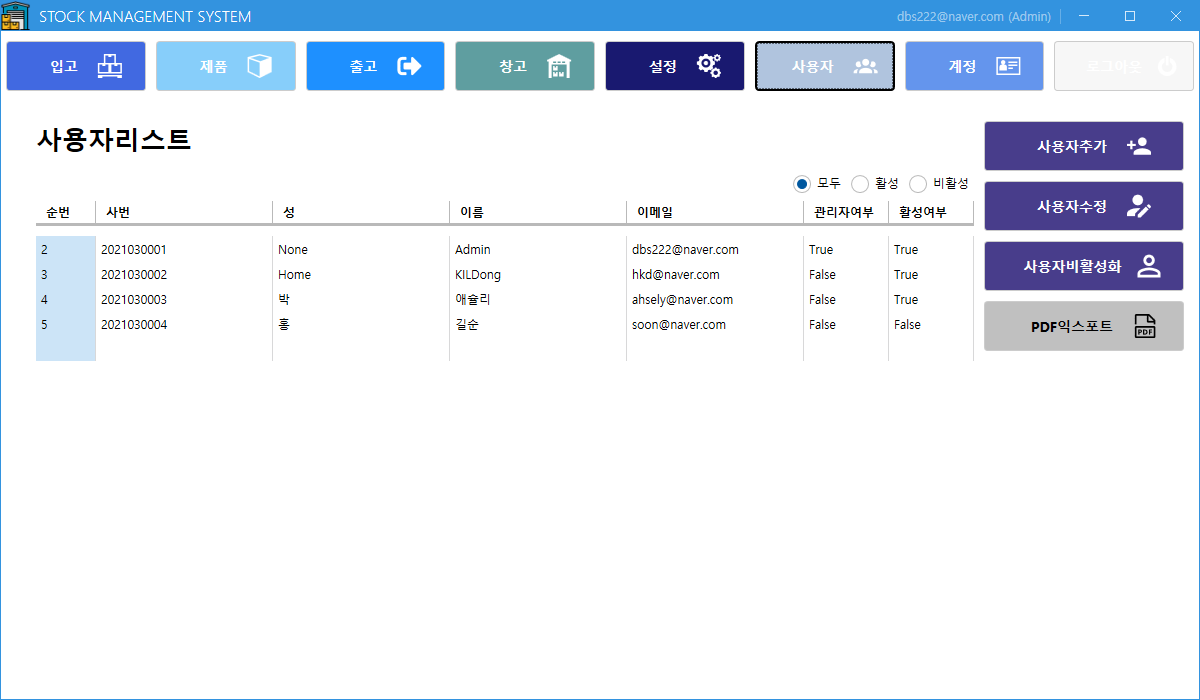 STOCK MANAGEMENT SYSTEM dbs222@naver.com (Admin)
입고 제품 출고 창고 설정 사용자 계정 로그아웃
사용자리스트
모두 활성 비활성
순번 사번 성 이름 이메일 관리자여부 활성여부
2 2021030001 None Admin dbs222@naver.com True True
3 2021030002 Home KILDong hkd@naver.com False True
4 2021030003 박 애슐리 ahsely@naver.com False True
5 2021030004 홍 길순 soon@naver.com False False
사용자추가
사용자수정
사용자비활성화
PDF익스포트 PDF